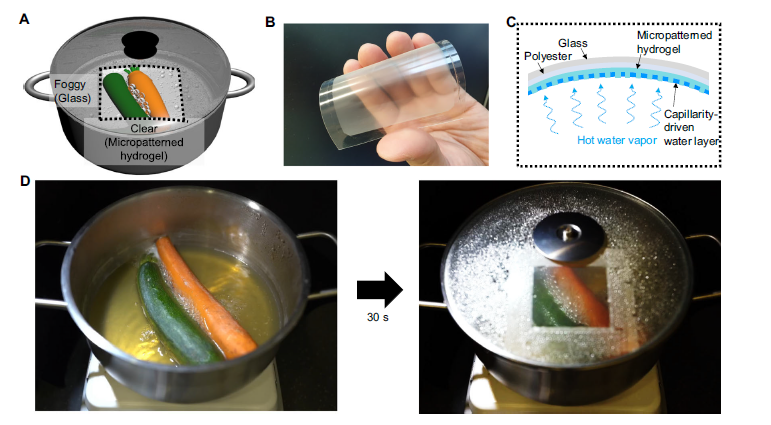 A
Foggy
(Glass)
Clear
(Micropatterned
hydrogel)
B
C
Glass
Micropatterned
hydrogel
Polyester
Capillarity-
driven
water layer
Hot water vapor
D
30 s